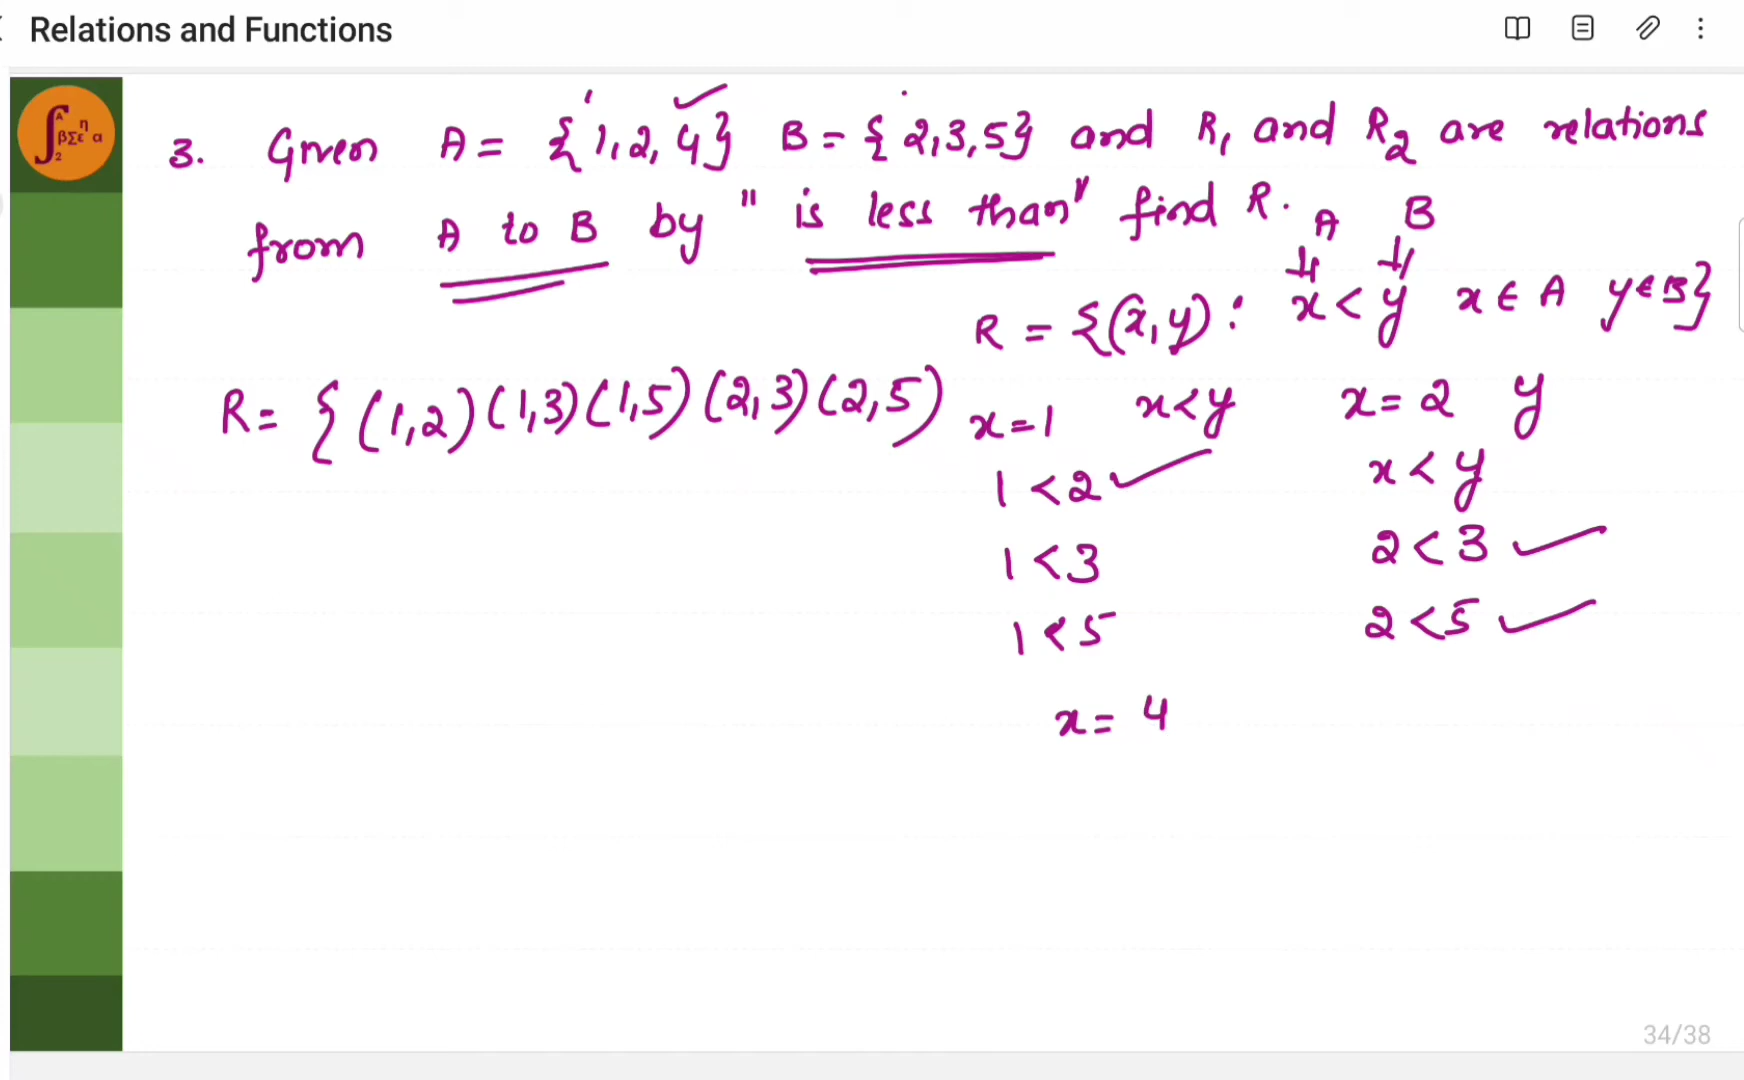 Relations and Functions
3. Given A = {1,2,4} B = {2,3,5} and R1 and R2 are relations
from A to B by "is less than" find R.
A B
R = {(x,y): x<y x∈A y∈B}
R= {(1,2)(1,3)(1,5)(2,3)(2,5)
x=1 x<y x=2 y
1<2 ✓ x<y
1<3 2<3 ✓
1<5 2<5 ✓
x= 4
34/38